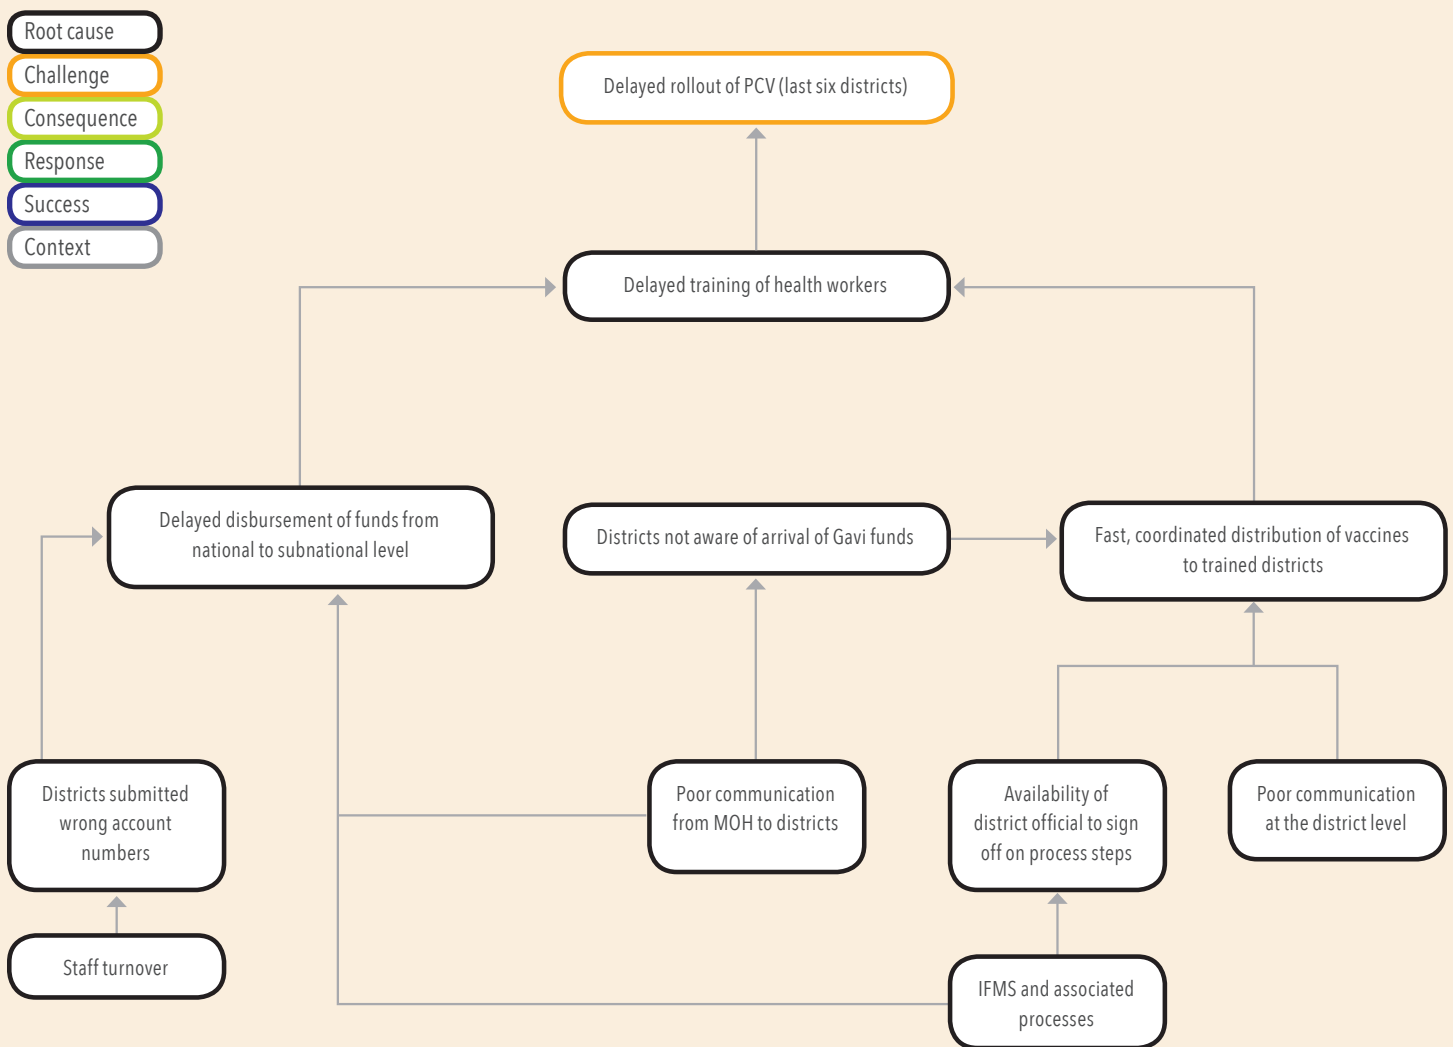 Root cause
Challenge
Consequence
Response
Success
Context
Delayed rollout of PCV (last six districts)
Delayed training of health workers
Delayed disbursement of funds from
national to subnational level
Districts not aware of arrival of Gavi funds
Fast, coordinated distribution of vaccines
to trained districts
Districts submitted
wrong account
numbers
Poor communication
from MOH to districts
Availability of
district official to sign
off on process steps
Poor communication
at the district level
Staff turnover
IFMS and associated
processes